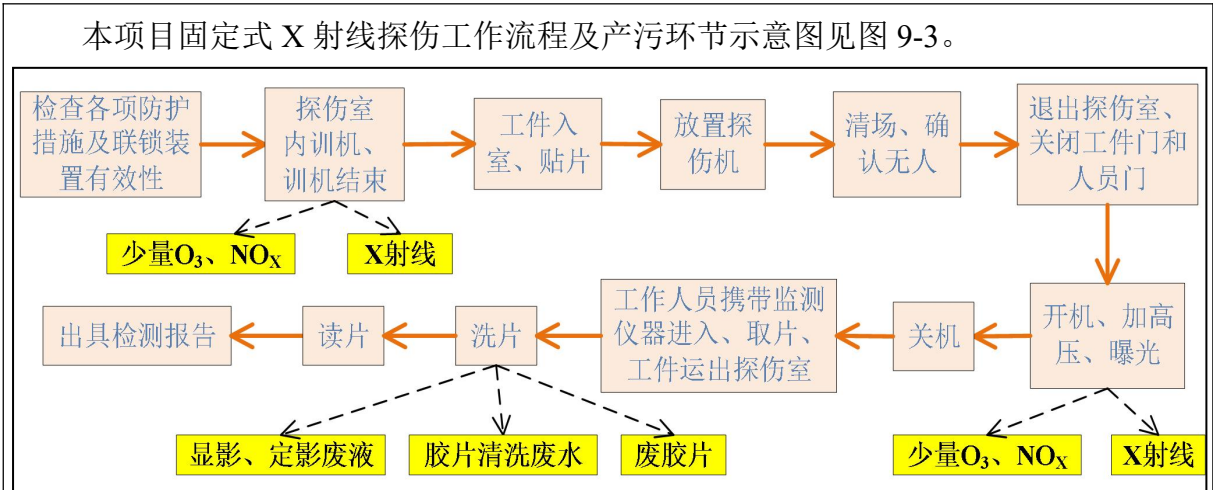 本项目固定式 X 射线探伤工作流程及产污环节示意图见图 9-3。
检查各项防护
措施及联锁装
置有效性
探伤室
内训机、
训机结束
工件入
室、贴片
放置探
伤机
清场、确
认无人
退出探伤室、
关闭工件门和
人员门
少量O₃、NOₓ
X射线
开机、加高
压、曝光
关机
工作人员携带监测
仪器进入、取片、
工件运出探伤室
洗片
读片
出具检测报告
显影、定影废液
胶片清洗废水
废胶片
少量O₃、NOₓ
X射线